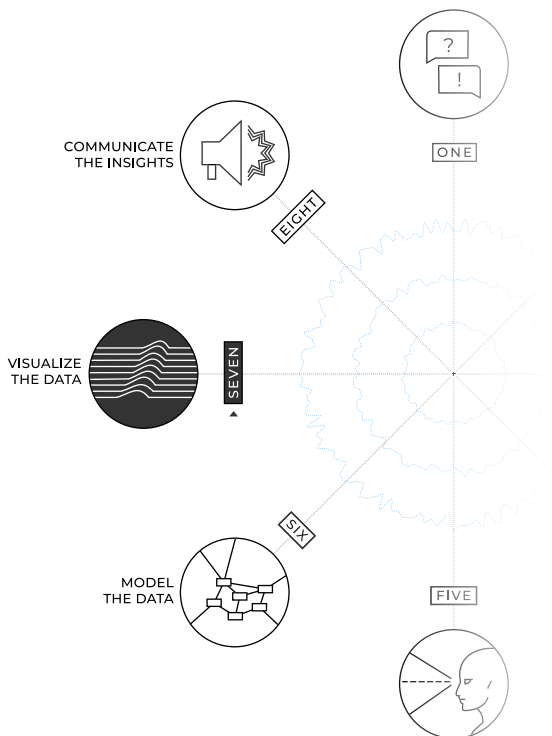 ?
!
ONE
COMMUNICATE
THE INSIGHTS
EIGHT
VISUALIZE
THE DATA
SEVEN
SIX
MODEL
THE DATA
FIVE